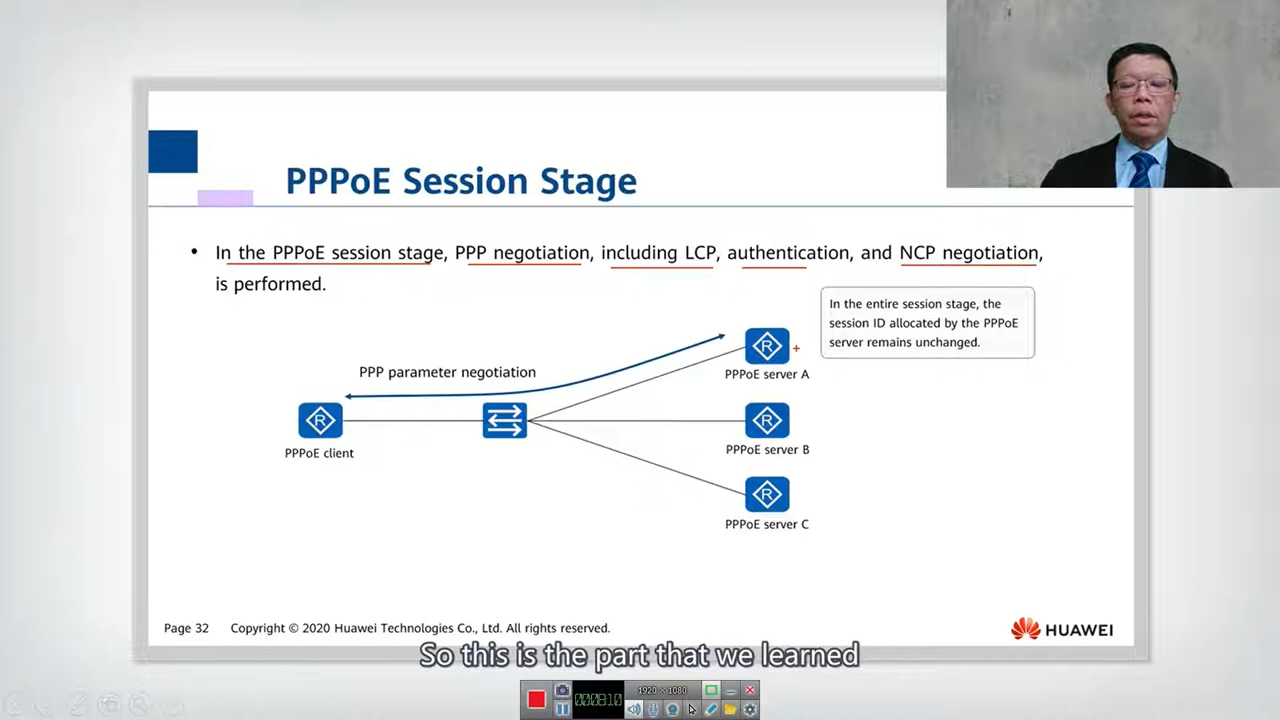 PPPoE Session Stage
• In the PPPoE session stage, PPP negotiation, including LCP, authentication, and NCP negotiation,
is performed.
In the entire session stage, the
session ID allocated by the PPPoE
server remains unchanged.
R
PPPoE server A
PPP parameter negotiation
R
PPPoE client
R
PPPoE server B
R
PPPoE server C
Page 32 Copyright © 2020 Huawei Technologies Co., Ltd. All rights reserved.
HUAWEI
So this is the part that we learned
1920 × 1080
000:8:10